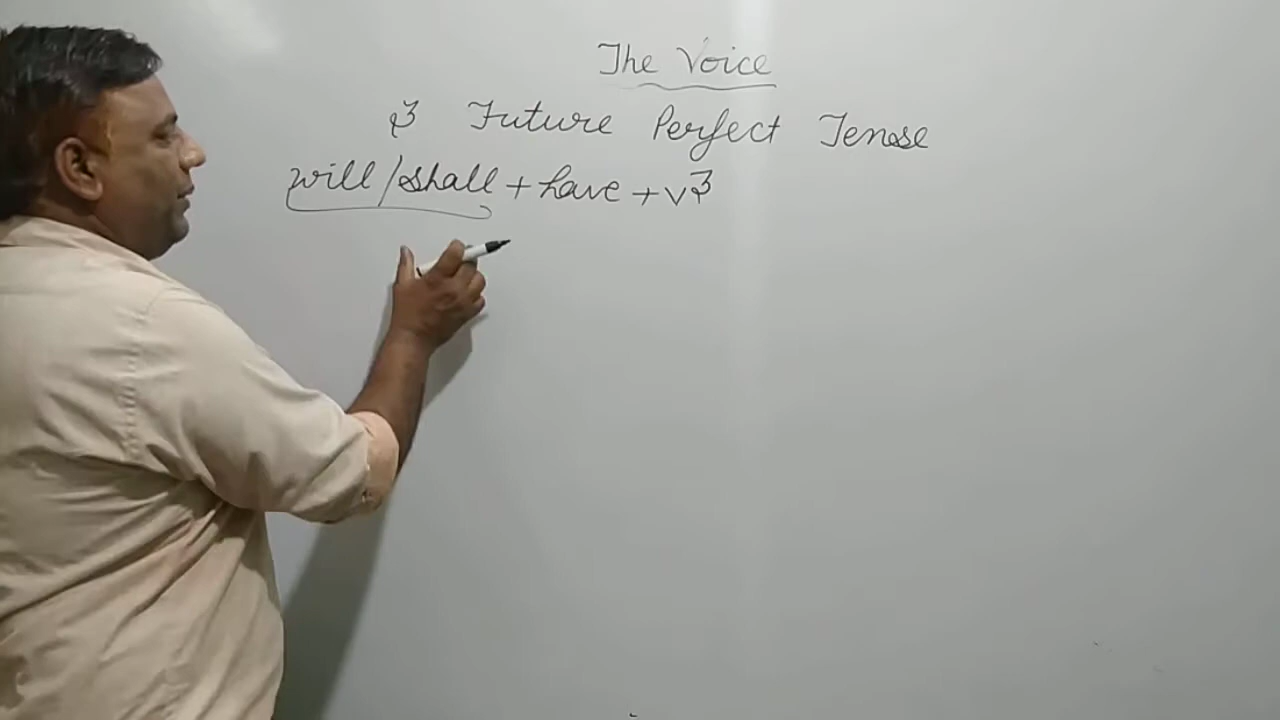 The Voice
3 Future Perfect Tense
will/shall + have + v3